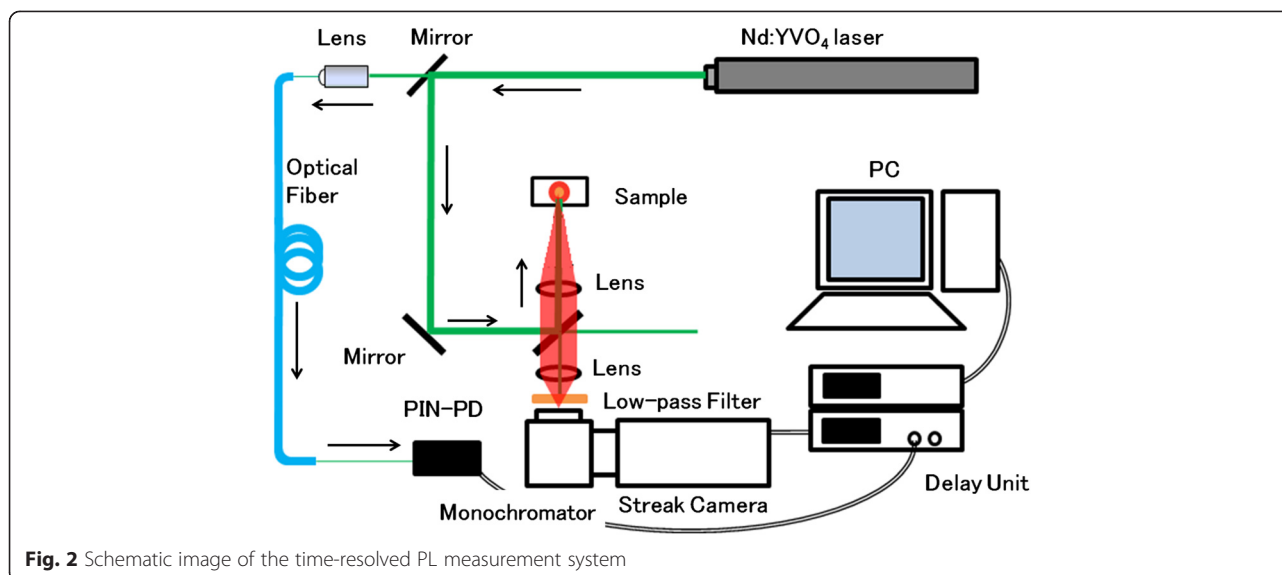 Lens
Mirror
Nd:YVO₄ laser
Optical
Fiber
Sample
PC
Lens
Mirror
Lens
Low-pass Filter
PIN-PD
Delay Unit
Streak Camera
Monochromator
Fig. 2 Schematic image of the time-resolved PL measurement system